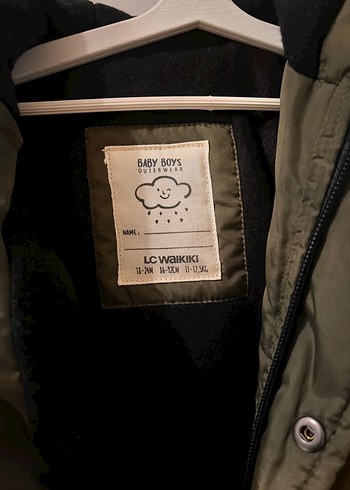 BABY BOYS
OUTERWEAR
NAME :
LC WAIKIKI
18-24M 86-92CM 11-12,5KG